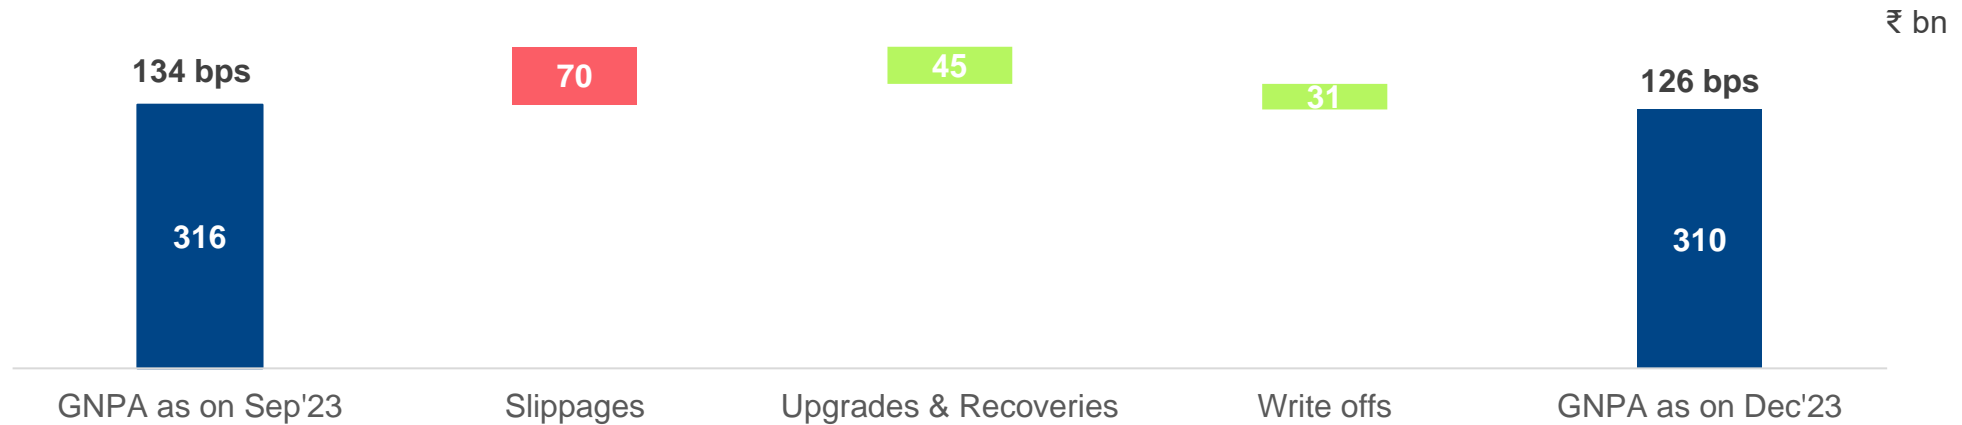 ₹ bn
134 bps
70
45
31
126 bps
316
310
GNPA as on Sep'23
Slippages
Upgrades & Recoveries
Write offs
GNPA as on Dec'23